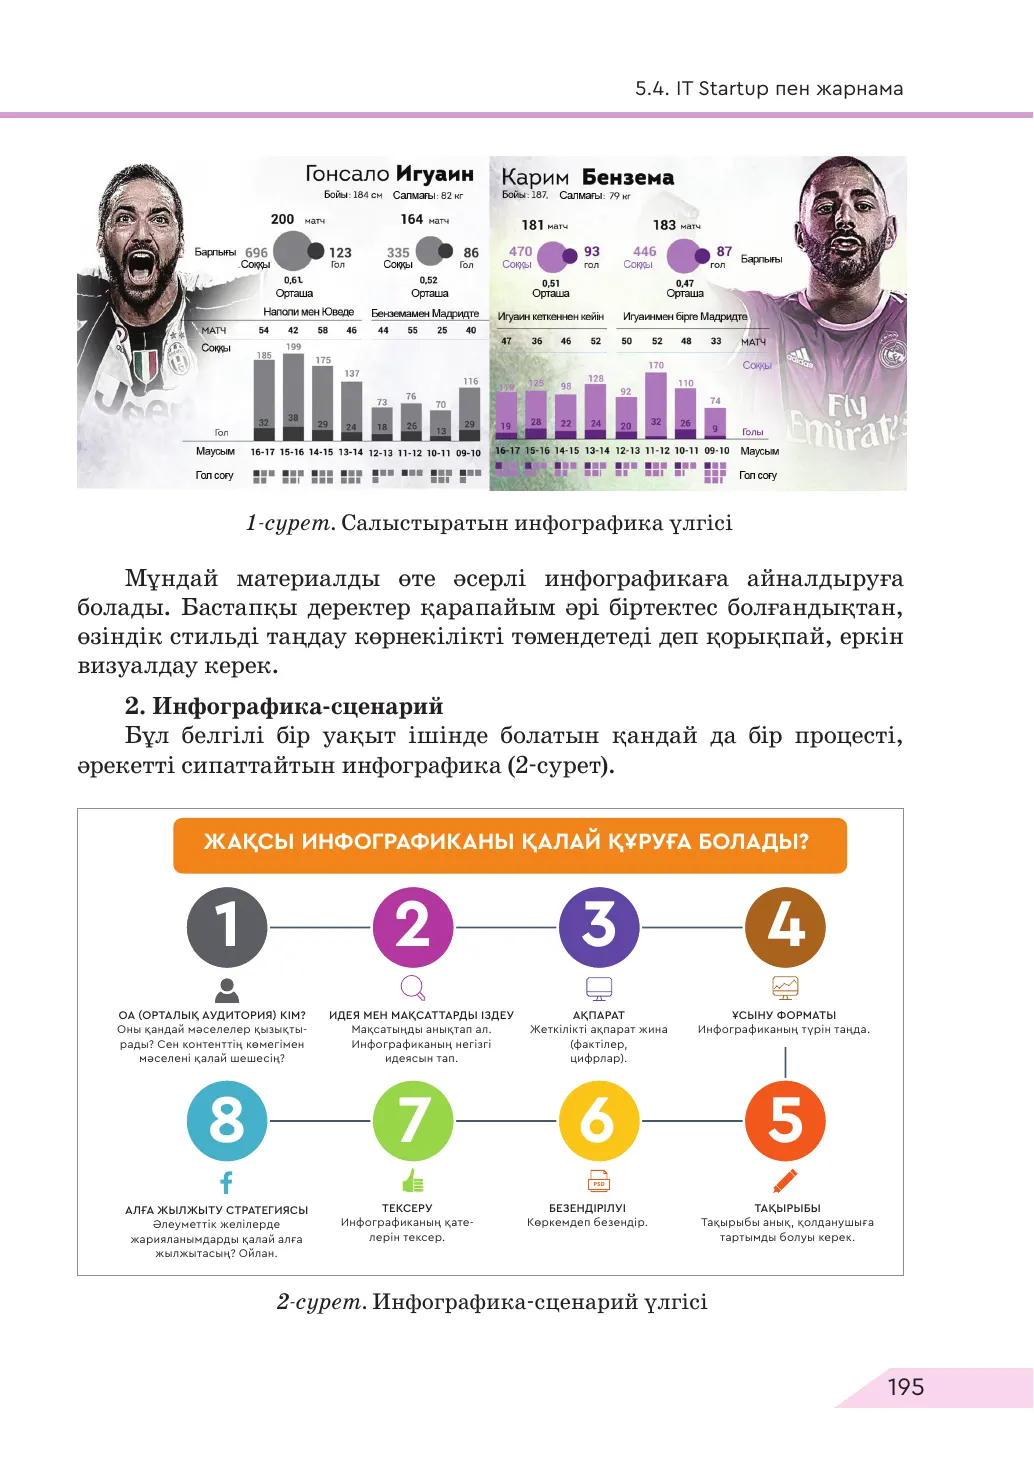 5.4. IT Startup пен жарнама
Гонсало Игуаин
Бойы: 184 см Салмағы: 82 кг
200 матч 164 матч
Барлығы 696 Соққы 123 Гол 335 Соққы 86 Гол
0,61 Орташа 0,52 Орташа
Наполи мен Юведе Бенземамен Мадридте
МАТЧ 54 42 58 46 44 55 25 40
Соққы 185 199 175 137 73 76 70 116
Гол 32 38 29 24 18 26 13 29
Маусым 16-17 15-16 14-15 13-14 12-13 11-12 10-11 09-10
Гол соғу
Карим Бензема
Бойы: 187, Салмағы: 79 кг
181 матч 183 матч
470 Соққы 93 гол 446 Соққы 87 гол Барлығы
0,51 Орташа 0,47 Орташа
Игуаин кеткеннен кейін Игуаинмен бірге Мадридте
47 36 46 52 50 52 48 33 МАТЧ
119 125 98 128 92 170 110 74 Соққы
19 28 22 24 20 32 26 9 Голы
16-17 15-16 14-15 13-14 12-13 11-12 10-11 09-10 Маусым
Гол соғу
adidas
Fly
Emirates
1-сурет. Салыстыратын инфографика үлгісі
Мұндай материалды өте әсерлі инфографикаға айналдыруға
болады. Бастапқы деректер қарапайым әрі біртектес болғандықтан,
өзіндік стильді таңдау көрнекілікті төмендетеді деп қорықпай, еркін
визуалдау керек.
2. Инфографика-сценарий
Бұл белгілі бір уақыт ішінде болатын қандай да бір процесті,
әрекетті сипаттайтын инфографика (2-сурет).
ЖАҚСЫ ИНФОГРАФИКАНЫ ҚАЛАЙ ҚҰРУҒА БОЛАДЫ?
1
ОА (ОРТАЛЫҚ АУДИТОРИЯ) КІМ?
Оны қандай мәселелер қызықты-
рады? Сен контенттің көмегімен
мәселені қалай шешесің?
2
ИДЕЯ МЕН МАҚСАТТАРДЫ ІЗДЕУ
Мақсатыңды анықтап ал.
Инфографиканың негізгі
идеясын тап.
3
АҚПАРАТ
Жеткілікті ақпарат жина
(фактілер,
цифрлар).
4
ҰСЫНУ ФОРМАТЫ
Инфографиканың түрін таңда.
5
ТАҚЫРЫБЫ
Тақырыбы анық, қолданушыға
тартымды болуы керек.
6
PSD
БЕЗЕНДІРІЛУІ
Көркемдеп безендір.
7
ТЕКСЕРУ
Инфографиканың қате-
лерін тексер.
8
АЛҒА ЖЫЛЖЫТУ СТРАТЕГИЯСЫ
Әлеуметтік желілерде
жарияланымдарды қалай алға
жылжытасың? Ойлан.
2-сурет. Инфографика-сценарий үлгісі
195